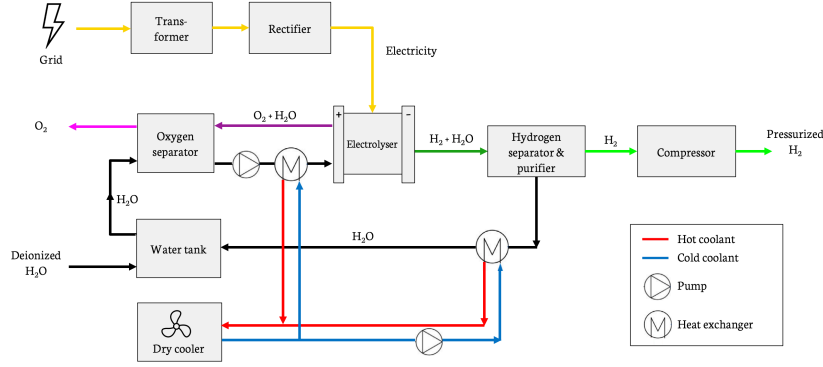 Grid
Trans-
former
Rectifier
Electricity
O₂
Oxygen
separator
O₂ + H₂O
+
−
Electrolyser
H₂ + H₂O
Hydrogen
separator &
purifier
H₂
Compressor
Pressurized
H₂
M
H₂O
Deionized
H₂O
Water tank
H₂O
M
Dry cooler
Hot coolant
Cold coolant
Pump
M
Heat exchanger